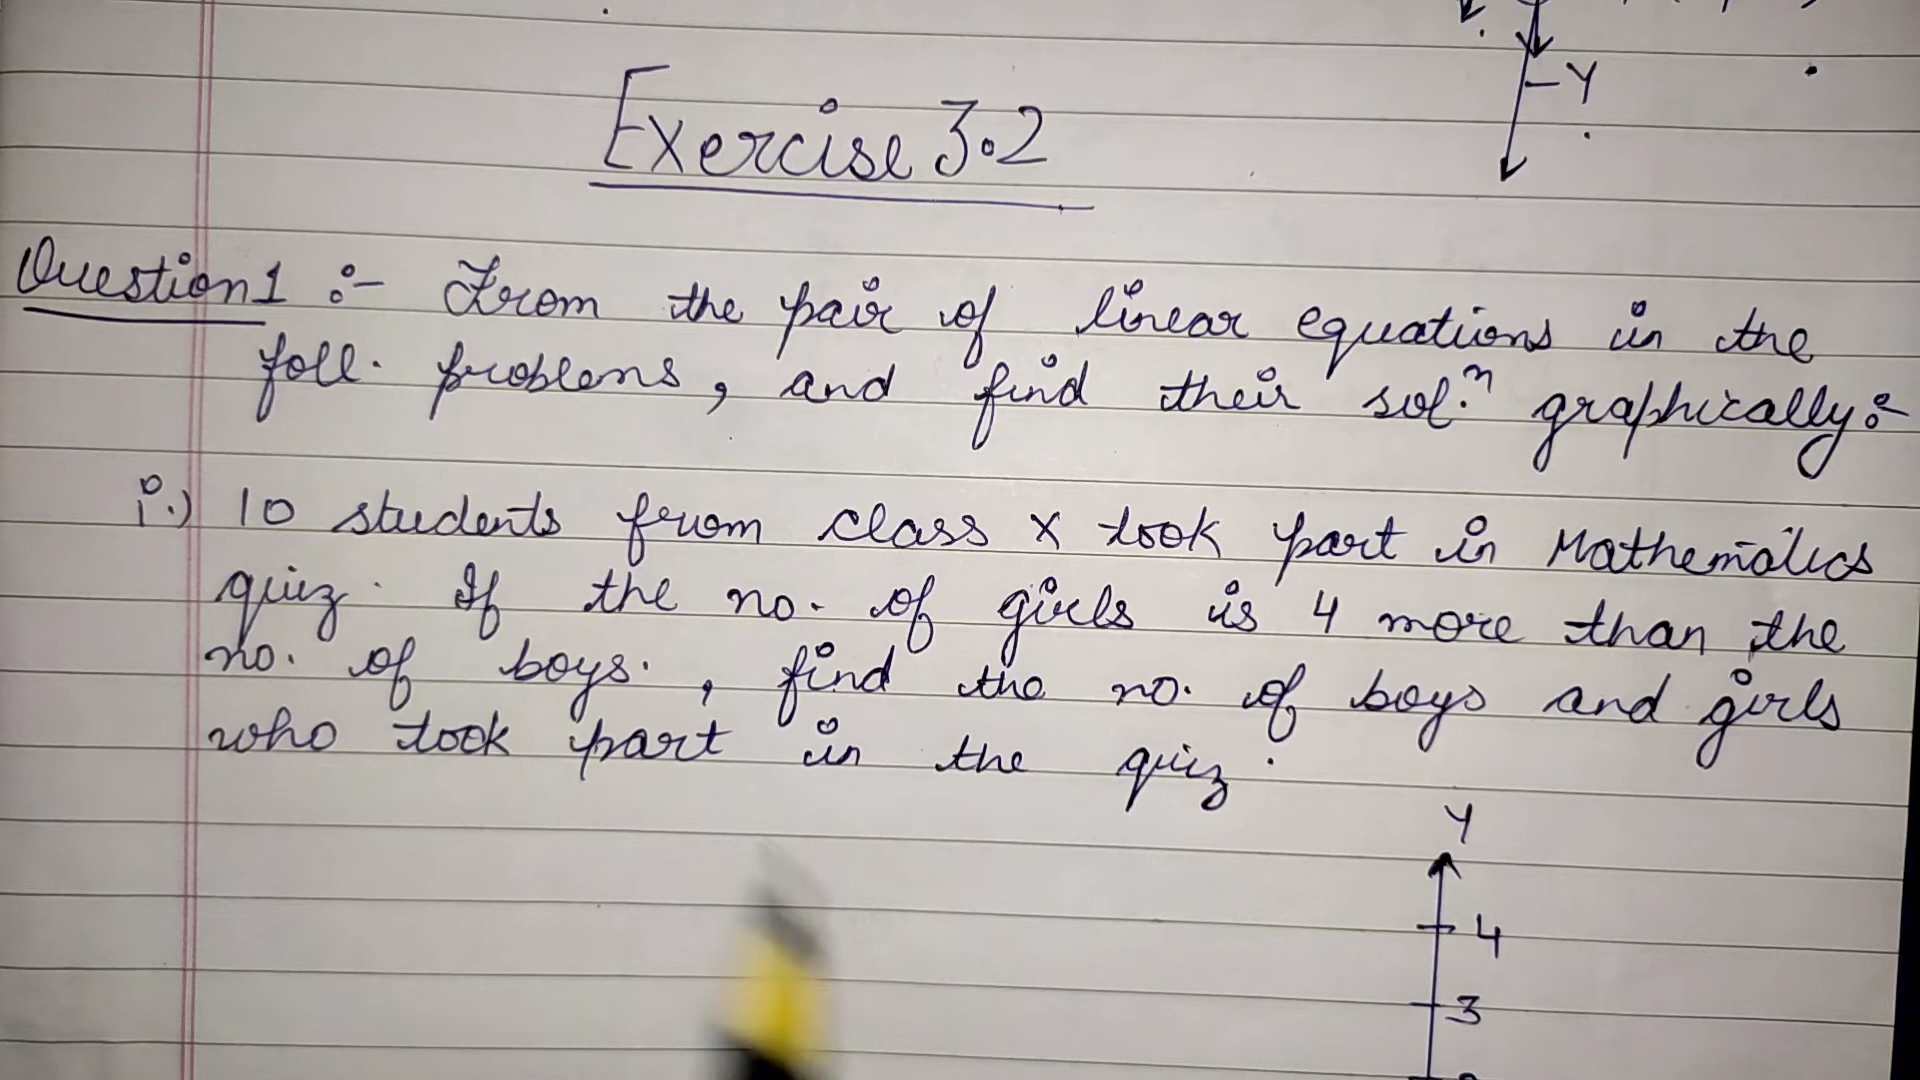 -Y
Exercise 3.2
Question 1 :- From the pair of linear equations in the
foll. problems, and find their sol.n graphically:-
i.) 10 students from class X took part in Mathematics
quiz. If the no. of girls is 4 more than the
no. of boys., find the no. of boys and girls
who took part in the quiz.
Y
4
3